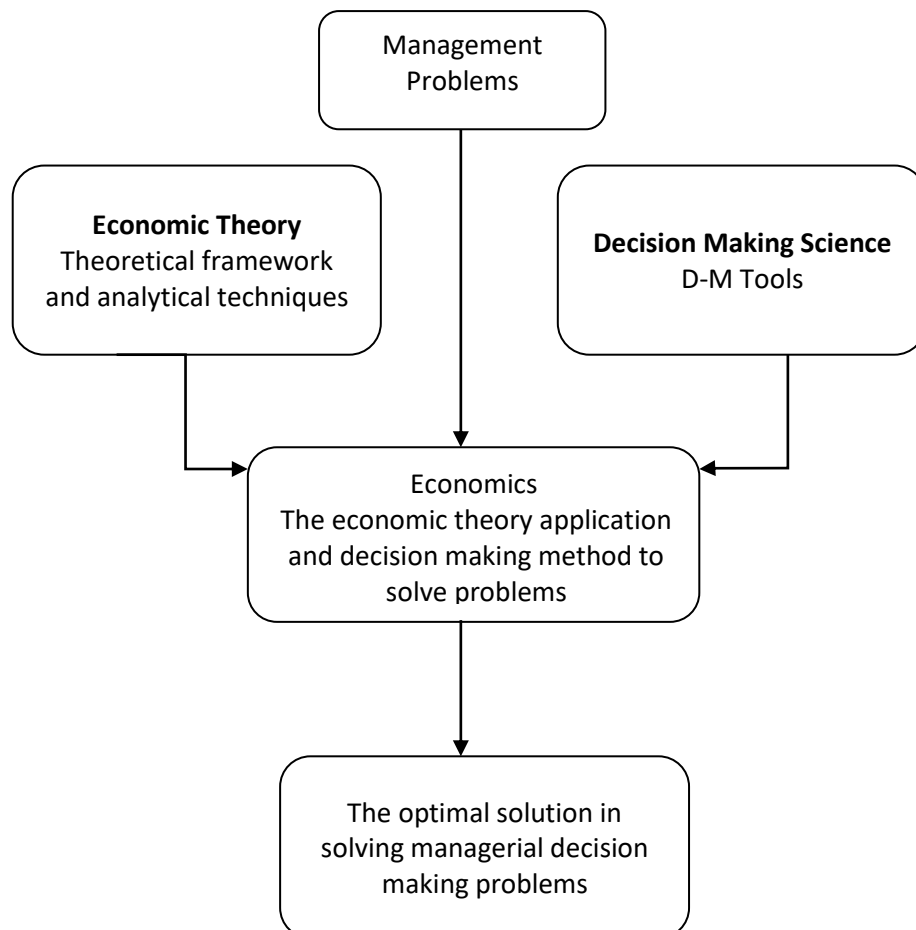 Management
Problems
Economic Theory
Theoretical framework
and analytical techniques
Decision Making Science
D-M Tools
Economics
The economic theory application
and decision making method to
solve problems
The optimal solution in
solving managerial decision
making problems